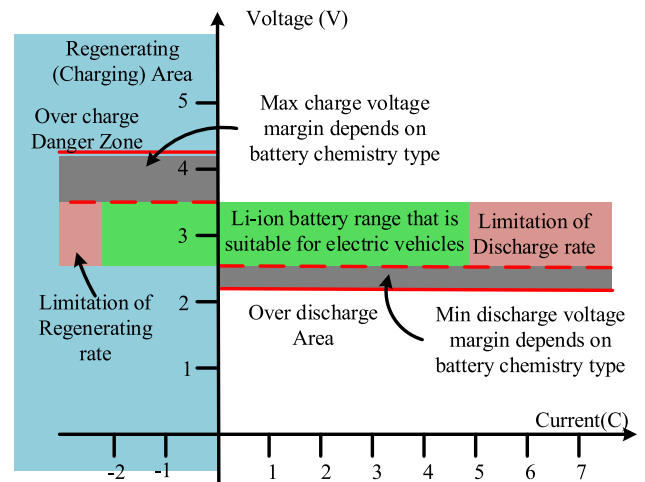 Voltage (V)
Regenerating
(Charging) Area
Over charge
Danger Zone
Max charge voltage
margin depends on
battery chemistry type
5
4
3
2
1
Li-ion battery range that is
suitable for electric vehicles
Limitation of
Discharge rate
Limitation of
Regenerating
rate
Over discharge
Area
Min discharge voltage
margin depends on
battery chemistry type
Current(C)
-2 -1 1 2 3 4 5 6 7